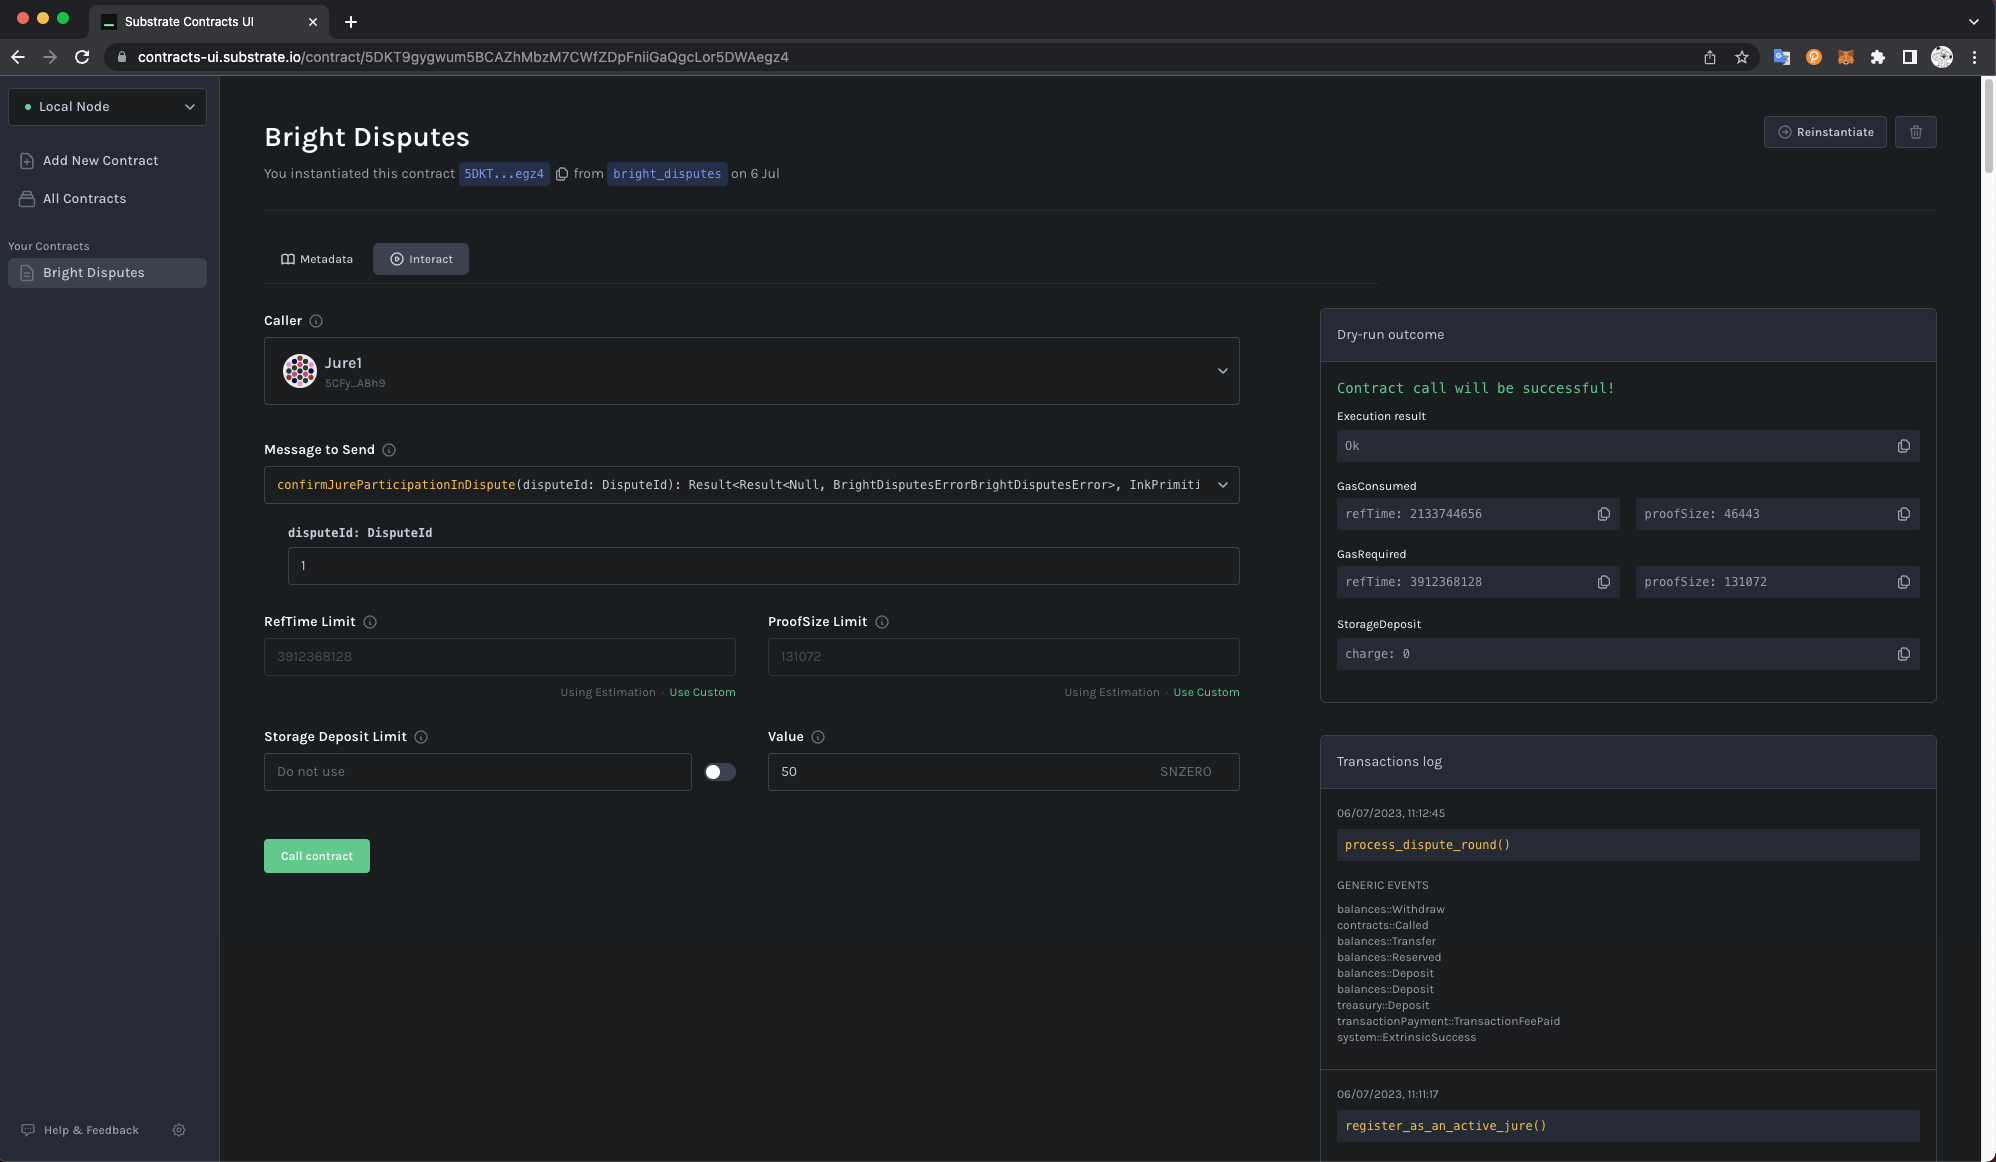 Substrate Contracts UI
contracts-ui.substrate.io/contract/5DKT9gygwum5BCAZhMbzM7CWfZDpFniiGaQgcLor5DWAegz4
Local Node
Add New Contract
All Contracts
Your Contracts
Bright Disputes
Help & Feedback
Bright Disputes
You instantiated this contract 5DKT...egz4 from bright_disputes on 6 Jul
Reinstantiate
Metadata
Interact
Caller
Jure1
5CFy...A8h9
Message to Send
confirmJureParticipationInDispute(disputeId: DisputeId): Result<Result<Null, BrightDisputesErrorBrightDisputesError>, InkPrimiti
disputeId: DisputeId
1
RefTime Limit
3912368128
Using Estimation - Use Custom
ProofSize Limit
131072
Using Estimation - Use Custom
Storage Deposit Limit
Do not use
Value
50 SNZERO
Call contract
Dry-run outcome
Contract call will be successful!
Execution result
Ok
GasConsumed
refTime: 2133744656
proofSize: 46443
GasRequired
refTime: 3912368128
proofSize: 131072
StorageDeposit
charge: 0
Transactions log
06/07/2023, 11:12:45
process_dispute_round()
GENERIC EVENTS
balances::Withdraw
contracts::Called
balances::Transfer
balances::Reserved
balances::Deposit
balances::Deposit
treasury::Deposit
transactionPayment::TransactionFeePaid
system::ExtrinsicSuccess
06/07/2023, 11:11:17
register_as_an_active_jure()